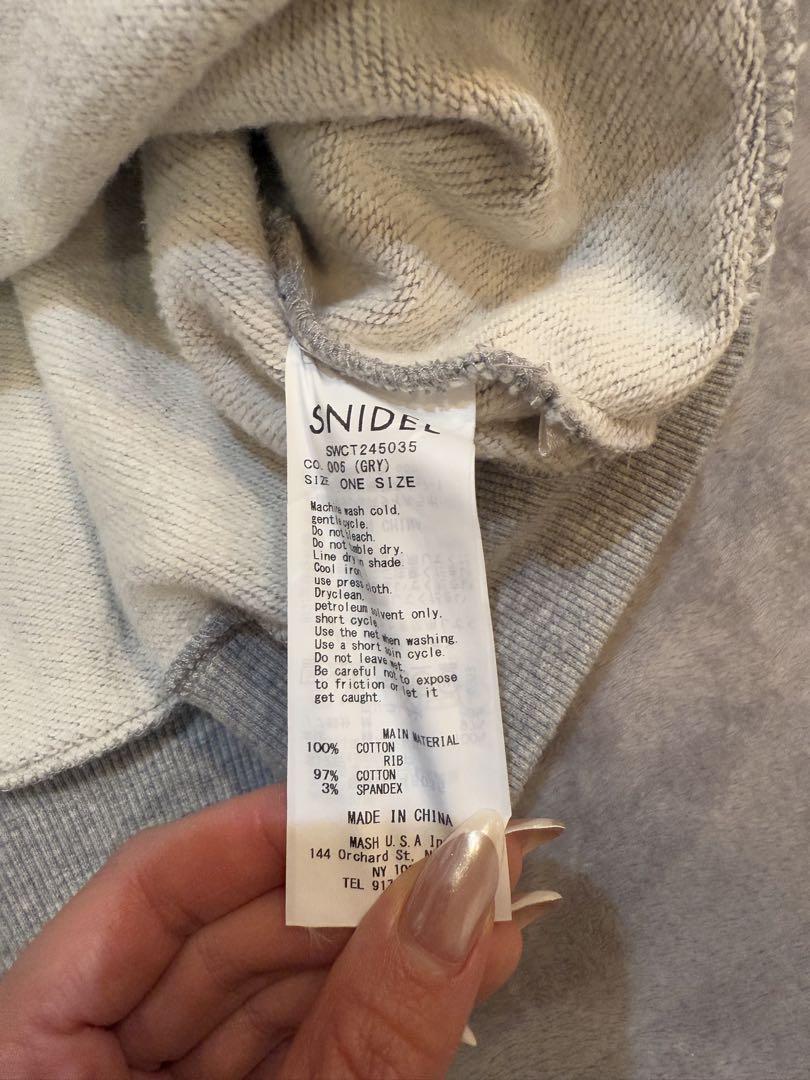 SNIDEL
SWCT245035
CO. 005 (GRY)
SIZE ONE SIZE
Machine wash cold.
gentle cycle.
Do not bleach.
Do not tumble dry.
Line dry in shade.
Cool iron
use press cloth.
Dryclean,
petroleum solvent only.
short cycle
Use the net when washing.
Use a short spin cycle.
Do not leave wet.
Be careful not to expose
to friction or let it
get caught.
MAIN MATERIAL
100% COTTON
RIB
97% COTTON
3% SPANDEX
MADE IN CHINA
MASH U.S.A
144 Orchard St,
NY
TEL